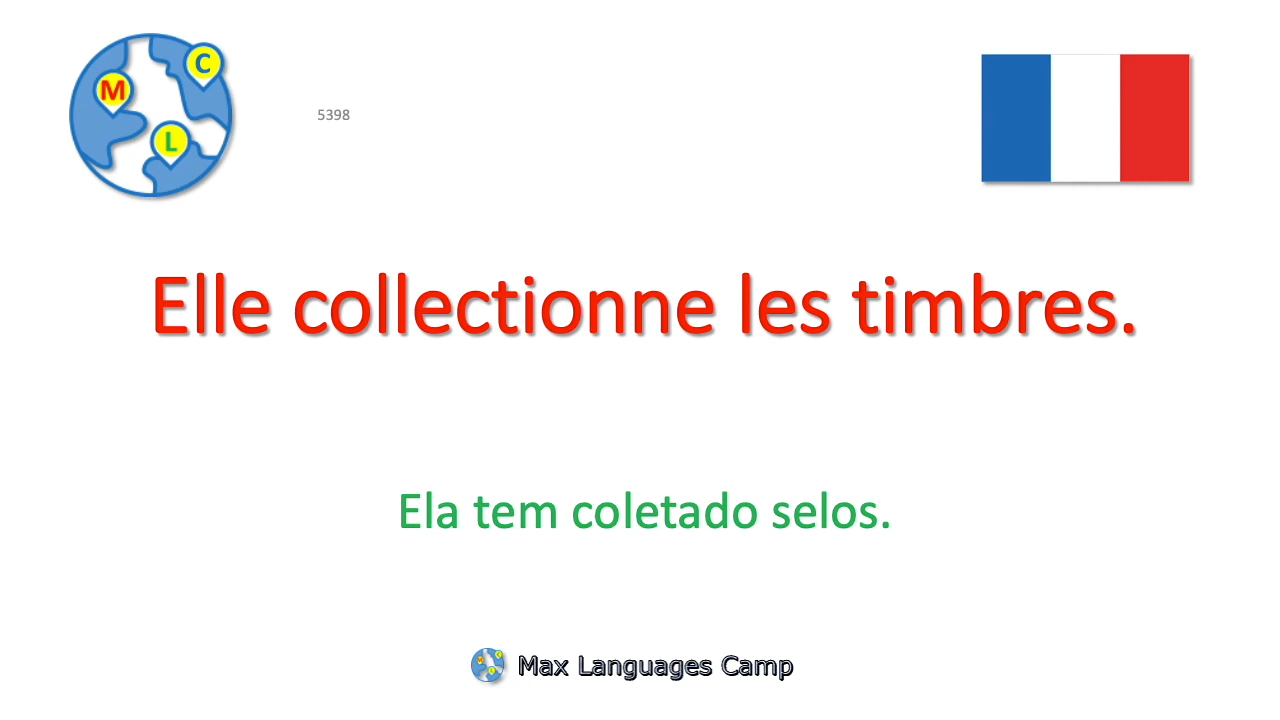 M
C
L
5398
Elle collectionne les timbres.
Ela tem coletado selos.
Max Languages Camp